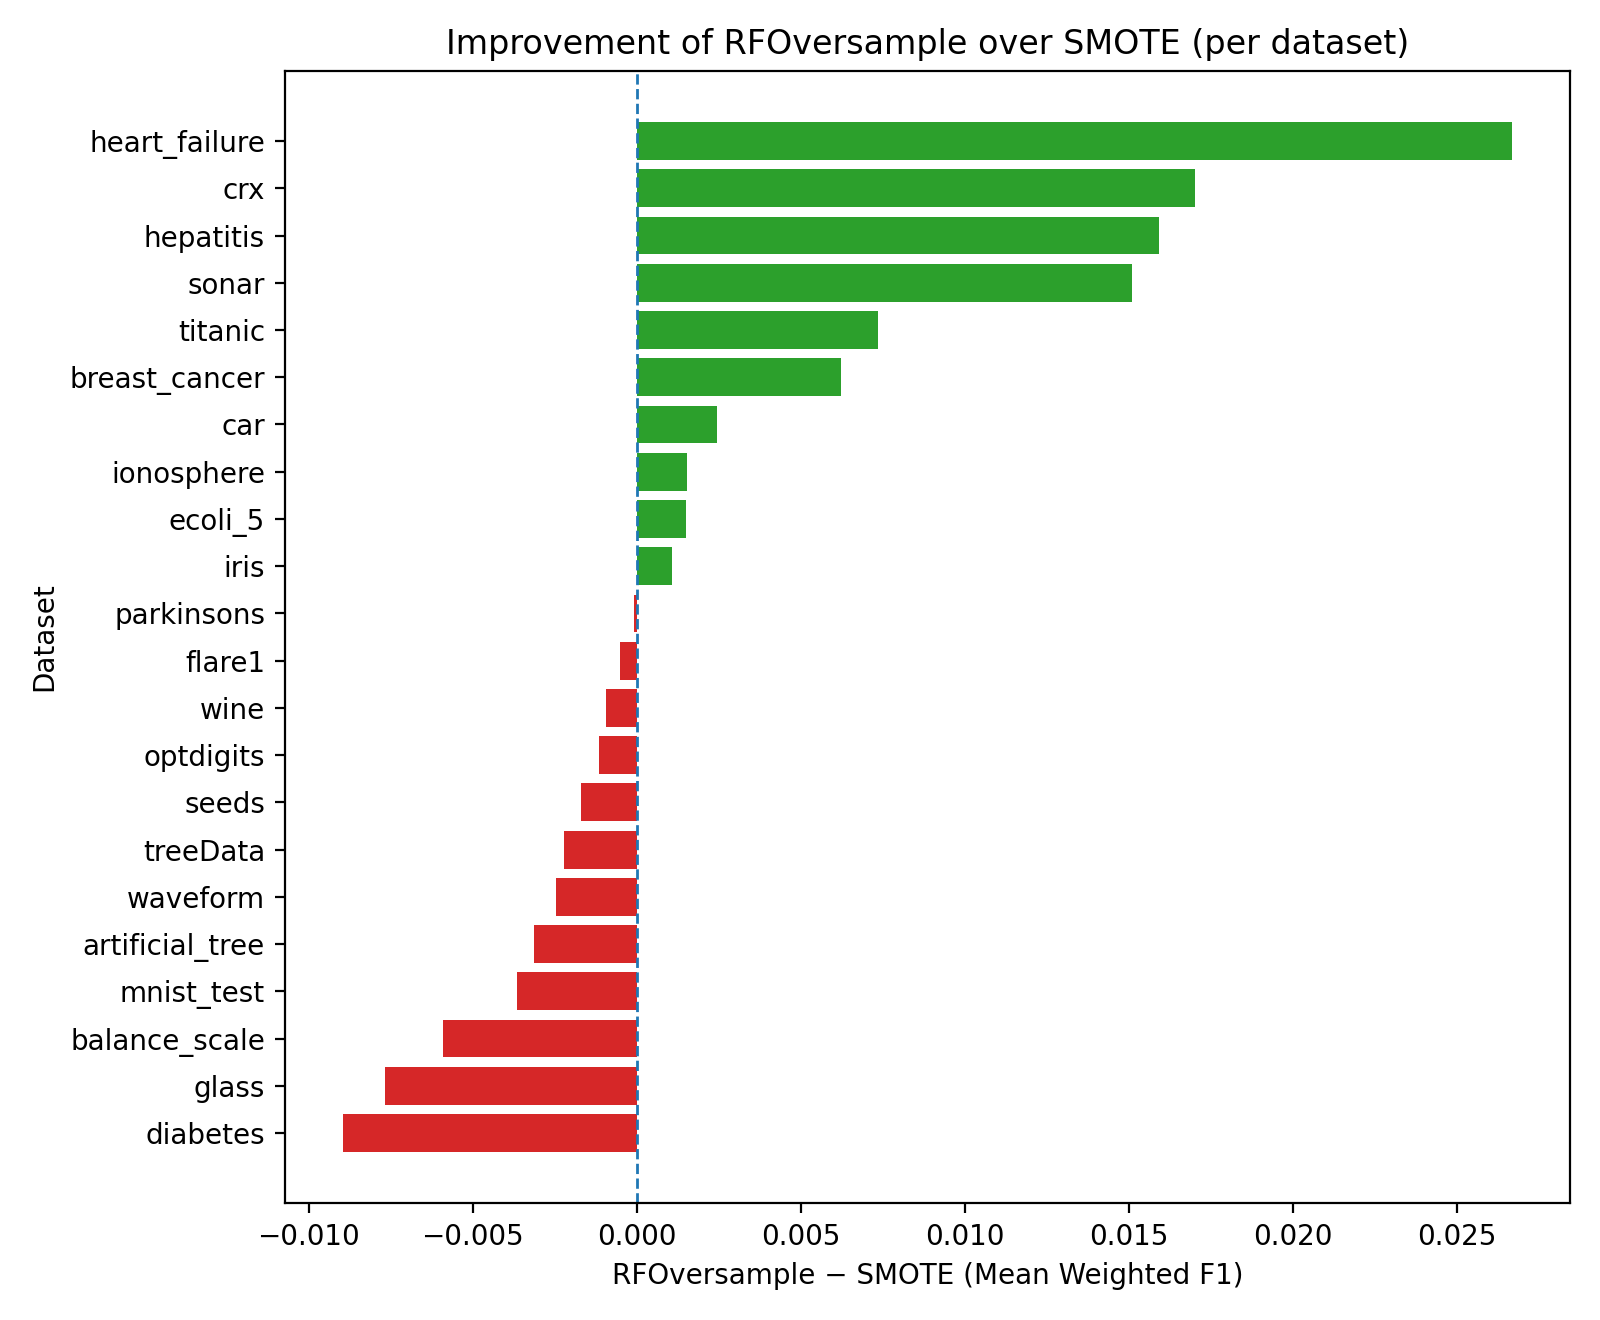 Improvement of RFOversample over SMOTE (per dataset)
heart_failure
crx
hepatitis
sonar
titanic
breast_cancer
car
ionosphere
ecoli_5
iris
parkinsons
flare1
wine
optdigits
seeds
treeData
waveform
artificial_tree
mnist_test
balance_scale
glass
diabetes
Dataset
−0.010 −0.005 0.000 0.005 0.010 0.015 0.020 0.025
RFOversample − SMOTE (Mean Weighted F1)